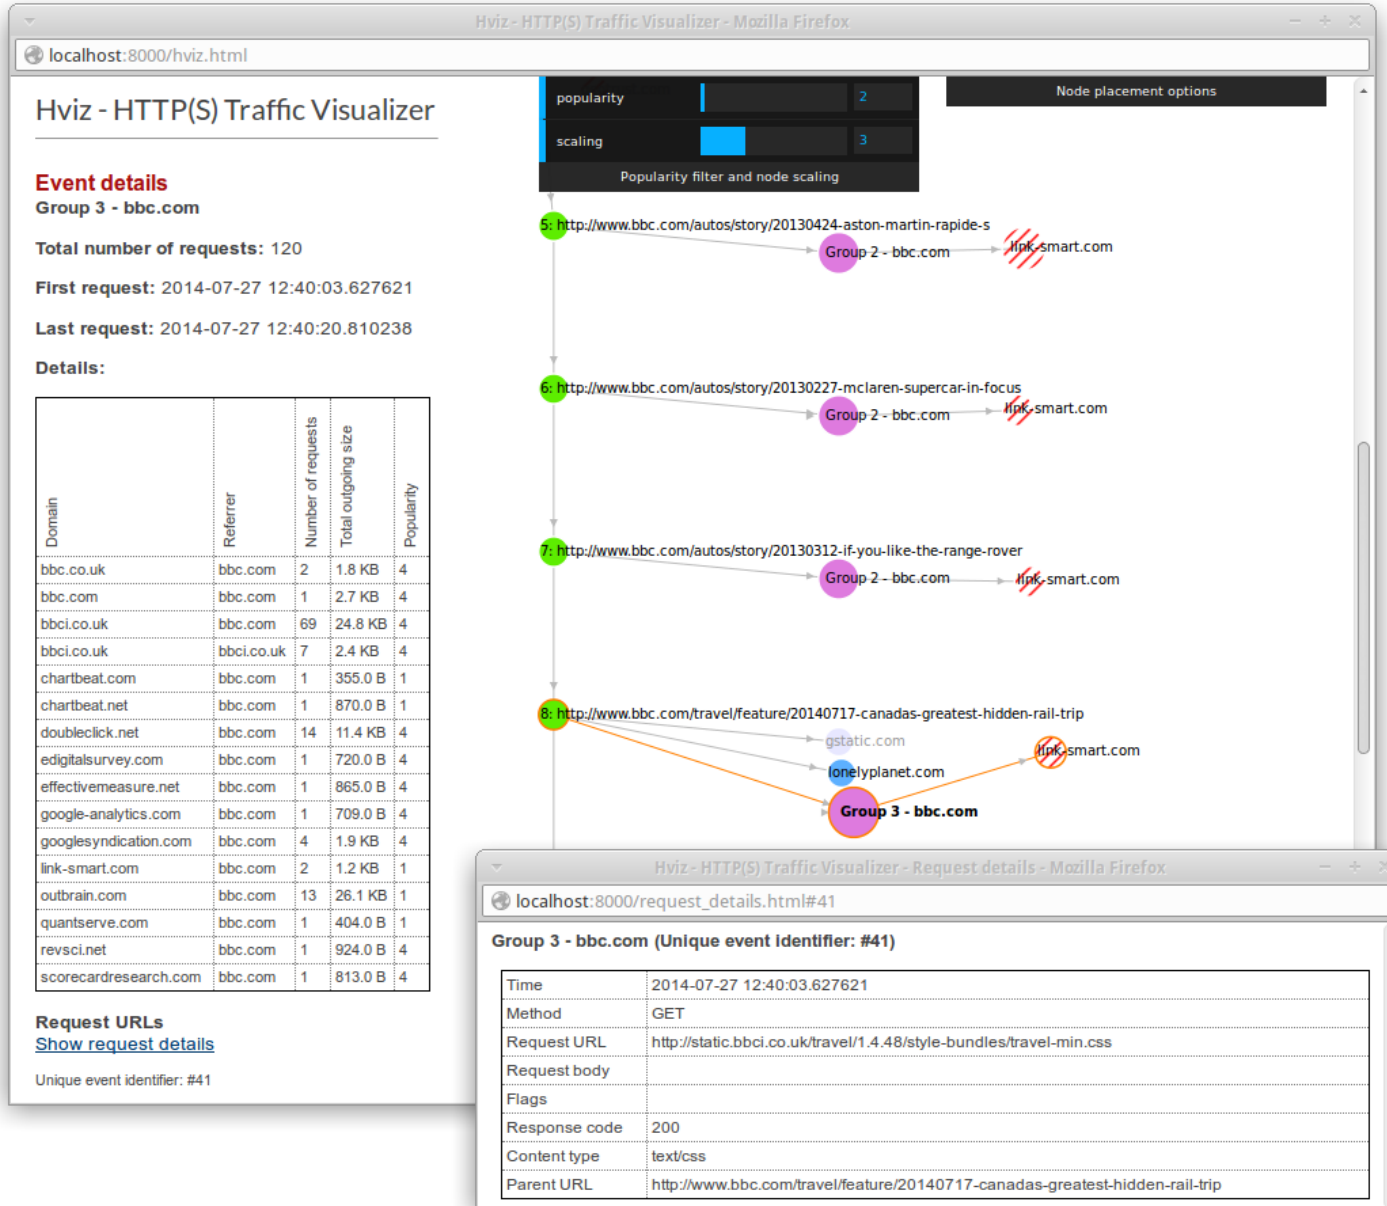 Hviz - HTTP(S) Traffic Visualizer - Mozilla Firefox
localhost:8000/hviz.html
Hviz - HTTP(S) Traffic Visualizer
Event details
Group 3 - bbc.com
Total number of requests: 120
First request: 2014-07-27 12:40:03.627621
Last request: 2014-07-27 12:40:20.810238
Details:
Domain Referrer Number of requests Total outgoing size Popularity
bbc.co.uk bbc.com 2 1.8 KB 4
bbc.com bbc.com 1 2.7 KB 4
bbci.co.uk bbc.com 69 24.8 KB 4
bbci.co.uk bbci.co.uk 7 2.4 KB 4
chartbeat.com bbc.com 1 355.0 B 1
chartbeat.net bbc.com 1 870.0 B 1
doubleclick.net bbc.com 14 11.4 KB 4
edigitalsurvey.com bbc.com 1 720.0 B 4
effectivemeasure.net bbc.com 1 865.0 B 4
google-analytics.com bbc.com 1 709.0 B 4
googlesyndication.com bbc.com 4 1.9 KB 4
link-smart.com bbc.com 2 1.2 KB 1
outbrain.com bbc.com 13 26.1 KB 1
quantserve.com bbc.com 1 404.0 B 1
revsci.net bbc.com 1 924.0 B 4
scorecardresearch.com bbc.com 1 813.0 B 4
Request URLs
Show request details
Unique event identifier: #41
popularity 2
scaling 3
Popularity filter and node scaling
Node placement options
5: http://www.bbc.com/autos/story/20130424-aston-martin-rapide-s
Group 2 - bbc.com
link-smart.com
6: http://www.bbc.com/autos/story/20130227-mclaren-supercar-in-focus
Group 2 - bbc.com
link-smart.com
7: http://www.bbc.com/autos/story/20130312-if-you-like-the-range-rover
Group 2 - bbc.com
link-smart.com
8: http://www.bbc.com/travel/feature/20140717-canadas-greatest-hidden-rail-trip
gstatic.com
link-smart.com
lonelyplanet.com
Group 3 - bbc.com
Hviz - HTTP(S) Traffic Visualizer - Request details - Mozilla Firefox
localhost:8000/request_details.html#41
Group 3 - bbc.com (Unique event identifier: #41)
Time 2014-07-27 12:40:03.627621
Method GET
Request URL http://static.bbci.co.uk/travel/1.4.48/style-bundles/travel-min.css
Request body
Flags
Response code 200
Content type text/css
Parent URL http://www.bbc.com/travel/feature/20140717-canadas-greatest-hidden-rail-trip